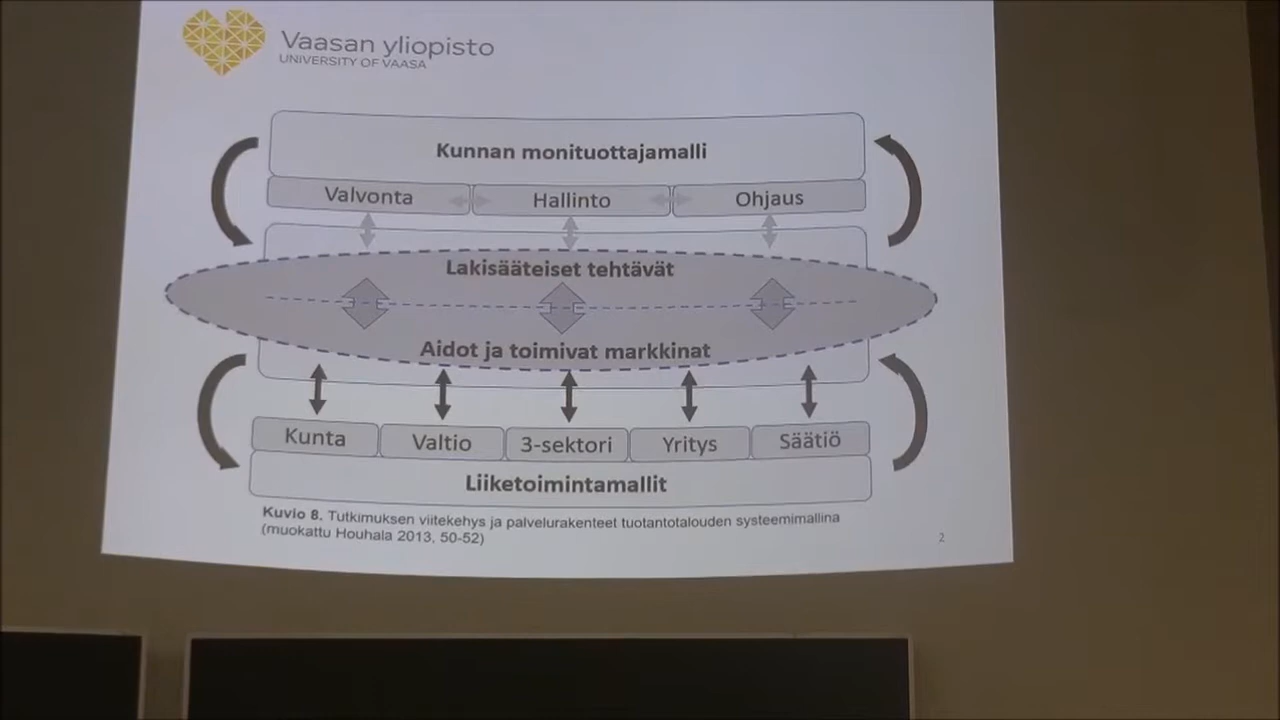 Vaasan yliopisto
UNIVERSITY OF VAASA
Kunnan monituottajamalli
Valvonta
Hallinto
Ohjaus
Lakisääteiset tehtävät
Aidot ja toimivat markkinat
Kunta
Valtio
3-sektori
Yritys
Säätiö
Liiketoimintamallit
Kuvio 8. Tutkimuksen viitekehys ja palvelurakenteet tuotantotalouden systeemimallina
(muokattu Houhala 2013, 50-52)
2